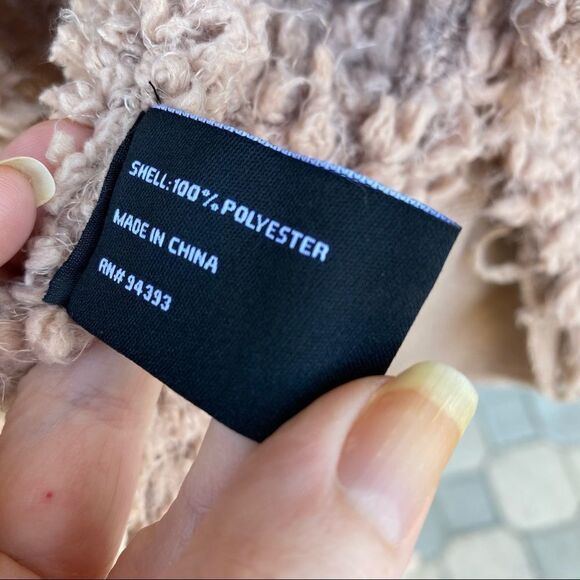 SHELL:100% POLYESTER
MADE IN CHINA
RN# 94393